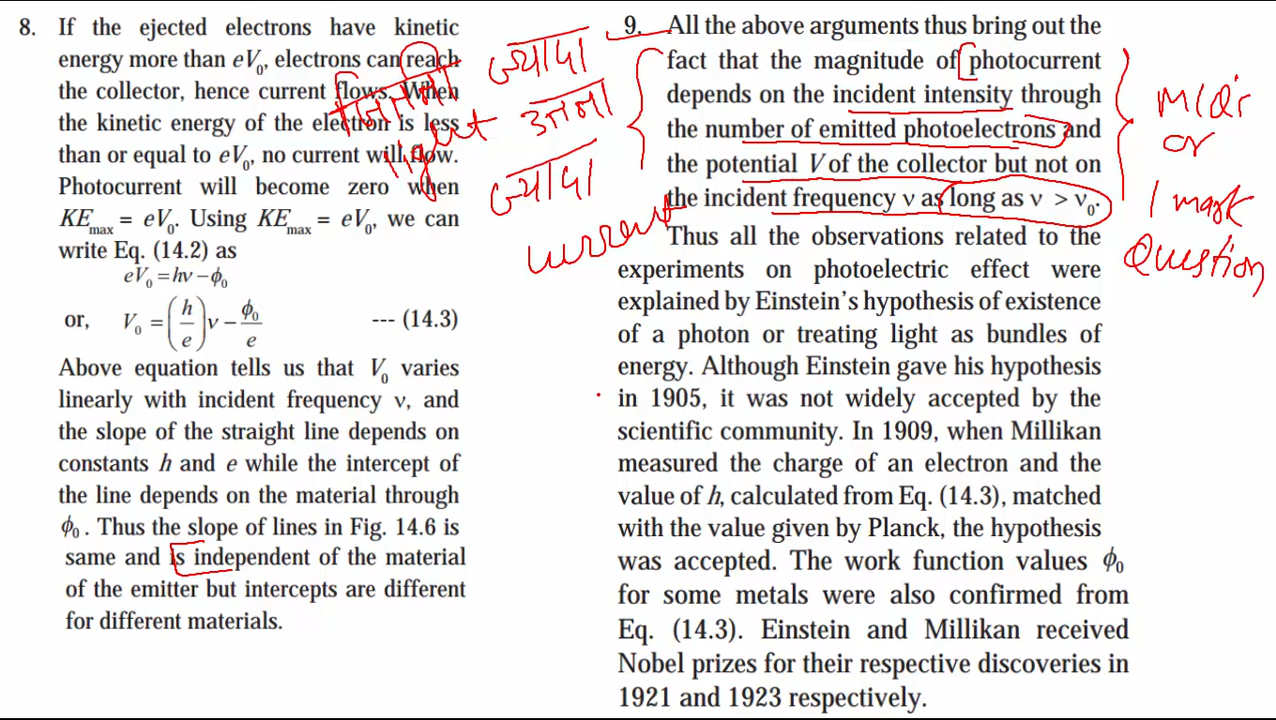 8. If the ejected electrons have kinetic
energy more than eV₀, electrons can reach
the collector, hence current flows. When
the kinetic energy of the electron is less
than or equal to eV₀, no current will flow.
Photocurrent will become zero when
KEmax = eV₀. Using KEmax = eV₀, we can
write Eq. (14.2) as
eV₀ = hν − ϕ₀
or, V₀ = (h/e)ν − ϕ₀/e --- (14.3)
Above equation tells us that V₀ varies
linearly with incident frequency ν, and
the slope of the straight line depends on
constants h and e while the intercept of
the line depends on the material through
ϕ₀. Thus the slope of lines in Fig. 14.6 is
same and is independent of the material
of the emitter but intercepts are different
for different materials.
light
current
9. All the above arguments thus bring out the
fact that the magnitude of photocurrent
depends on the incident intensity through
the number of emitted photoelectrons and
the potential V of the collector but not on
the incident frequency ν as long as ν > ν₀.
Thus all the observations related to the
experiments on photoelectric effect were
explained by Einstein's hypothesis of existence
of a photon or treating light as bundles of
energy. Although Einstein gave his hypothesis
in 1905, it was not widely accepted by the
scientific community. In 1909, when Millikan
measured the charge of an electron and the
value of h, calculated from Eq. (14.3), matched
with the value given by Planck, the hypothesis
was accepted. The work function values ϕ₀
for some metals were also confirmed from
Eq. (14.3). Einstein and Millikan received
Nobel prizes for their respective discoveries in
1921 and 1923 respectively.
or
1 mark
Question